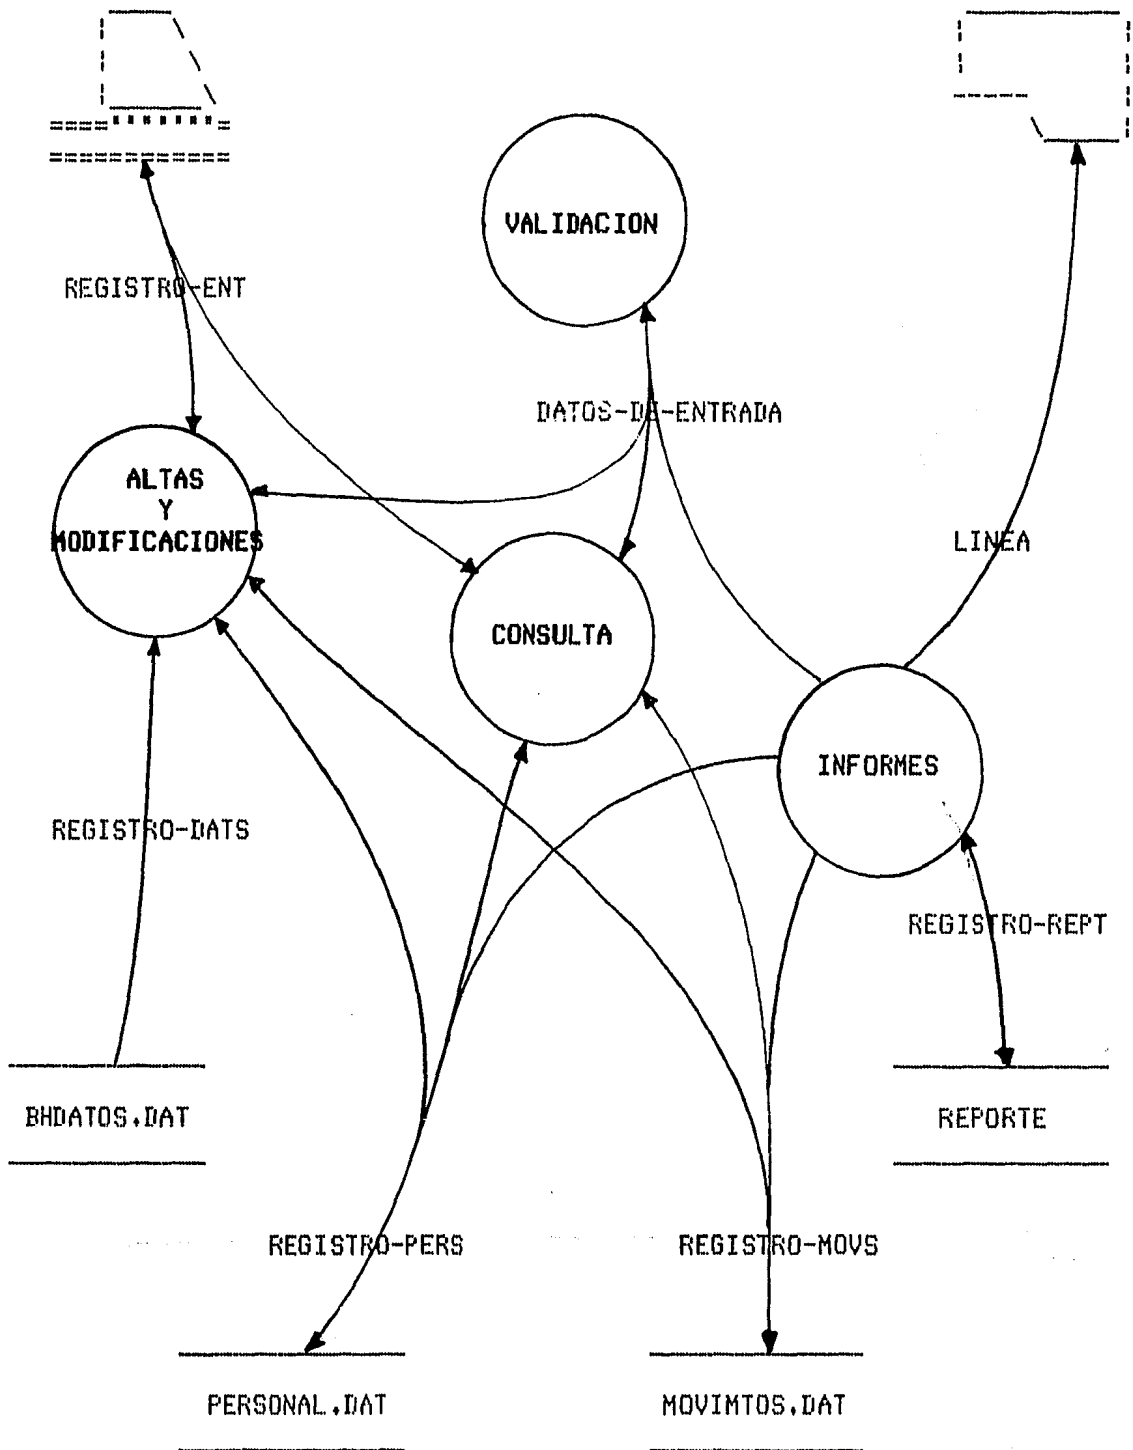 VALIDACION
REGISTRO-ENT
DATOS-DE-ENTRADA
ALTAS
Y
MODIFICACIONES
LINEA
CONSULTA
INFORMES
REGISTRO-DATS
REGISTRO-REPT
BHDATOS.DAT
REPORTE
REGISTRO-PERS
REGISTRO-MOVS
PERSONAL.DAT
MOVIMTOS.DAT